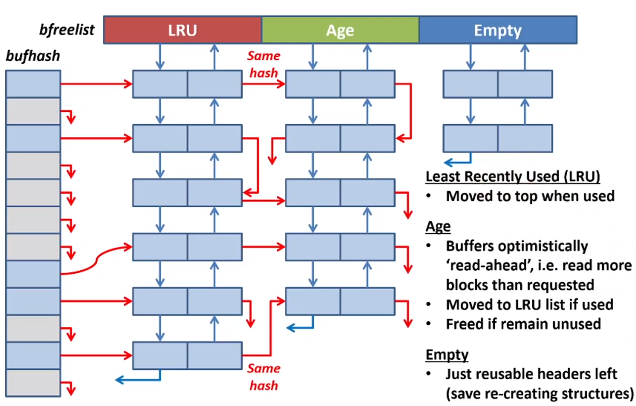 bfreelist LRU Age Empty
bufhash
Same
hash
Least Recently Used (LRU)
• Moved to top when used
Age
• Buffers optimistically
‘read-ahead’, i.e. read more
blocks than requested
• Moved to LRU list if used
• Freed if remain unused
Same
hash
Empty
• Just reusable headers left
(save re-creating structures)